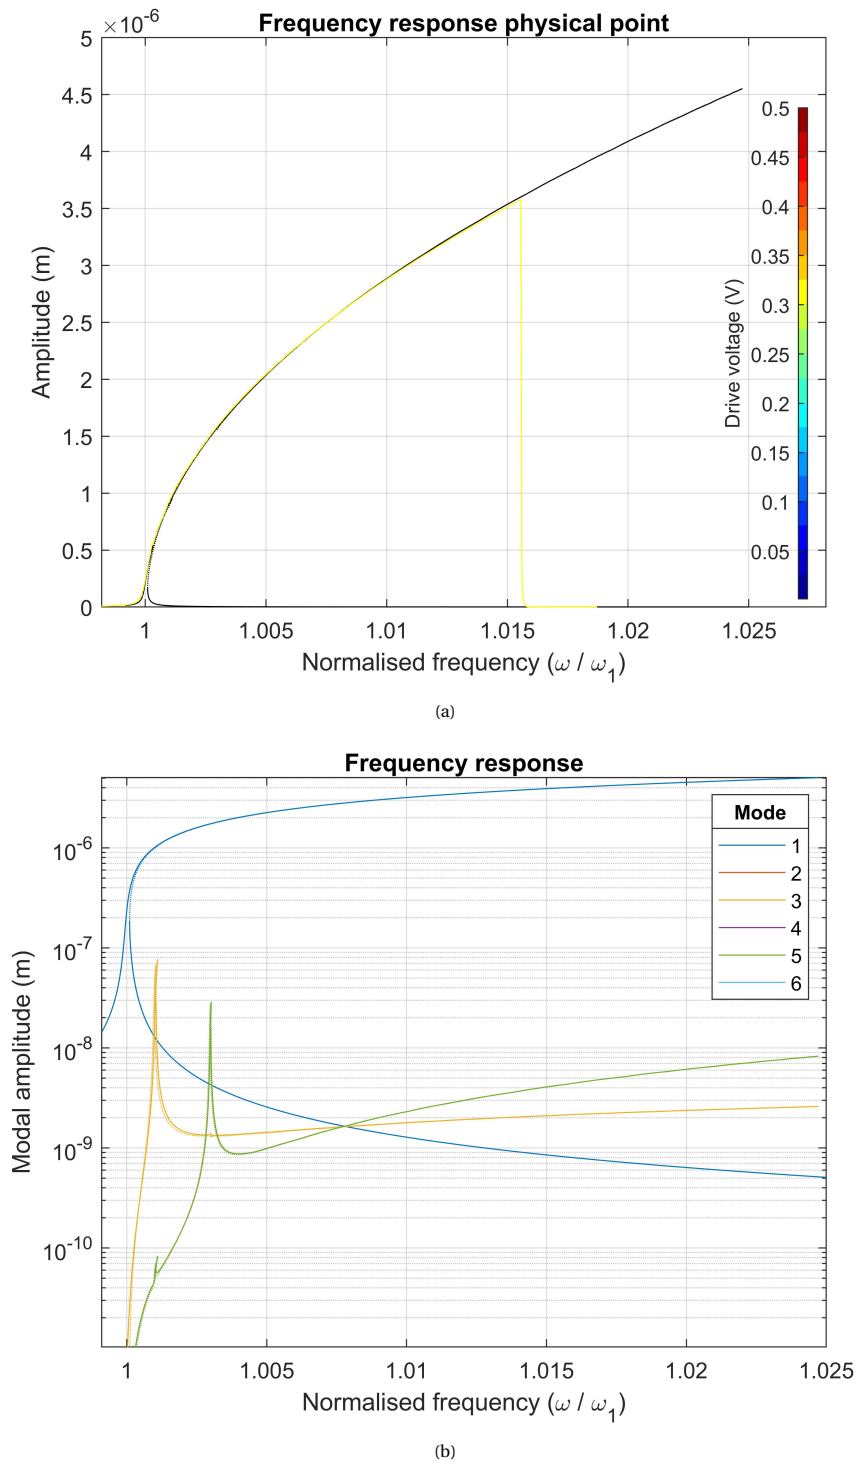 Frequency response physical point
×10⁻⁶
5
4.5
4
3.5
3
2.5
2
1.5
1
0.5
0
Amplitude (m)
0.5
0.45
0.4
0.35
0.3
0.25
0.2
0.15
0.1
0.05
Drive voltage (V)
1 1.005 1.01 1.015 1.02 1.025
Normalised frequency (ω / ω₁)
(a)
Frequency response
Mode
1
2
3
4
5
6
10⁻⁶
10⁻⁷
10⁻⁸
10⁻⁹
10⁻¹⁰
Modal amplitude (m)
1 1.005 1.01 1.015 1.02 1.025
Normalised frequency (ω / ω₁)
(b)